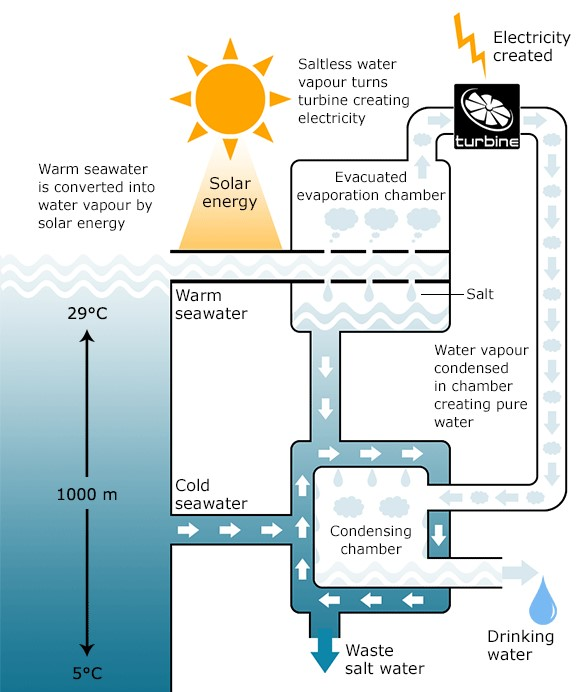 Electricity
created
Saltless water
vapour turns
turbine creating
electricity
turbine
Warm seawater
is converted into
water vapour by
solar energy
Solar
energy
Evacuated
evaporation chamber
Warm
seawater
Salt
29°C
Water vapour
condensed
in chamber
creating pure
water
1000 m
Cold
seawater
Condensing
chamber
Drinking
water
Waste
salt water
5°C